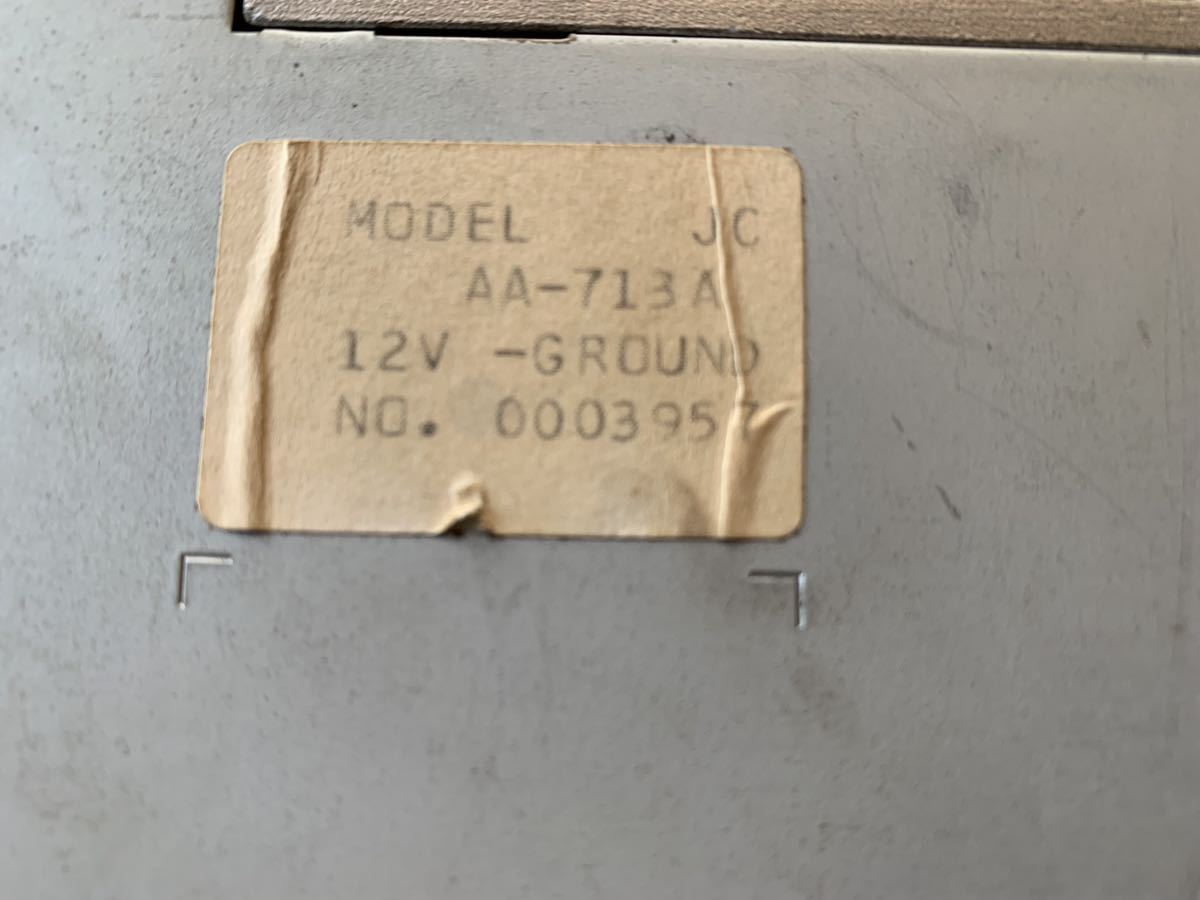 MODEL JC
AA-713A
12V -GROUND
NO. 0003957